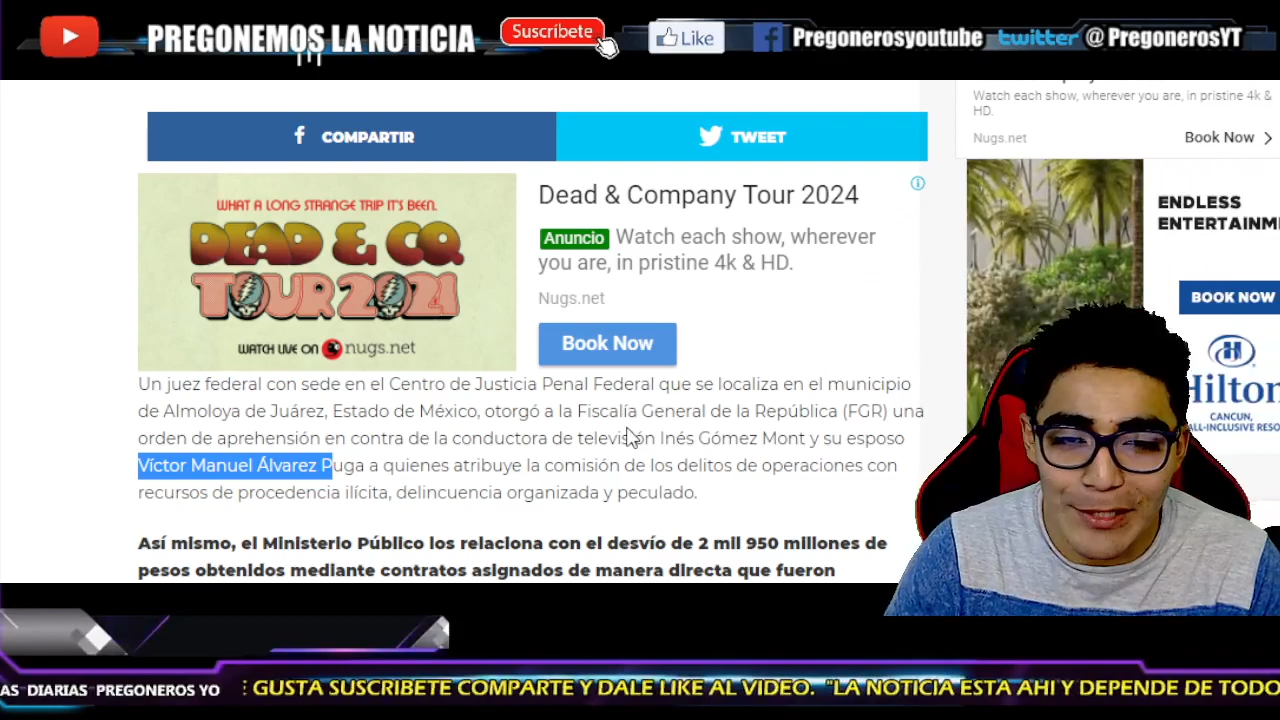 PREGONEMOS LA NOTICIA
Suscríbete
Like
f Pregonerosyoutube
twitter @PregonerosYT
Watch each show, wherever you are, in pristine 4k &
HD.
Nugs.net
Book Now
f COMPARTIR
TWEET
WHAT A LONG STRANGE TRIP IT'S BEEN.
DEAD & CO.
TOUR 2021
WATCH LIVE ON nugs.net
Dead & Company Tour 2024
Anuncio Watch each show, wherever
you are, in pristine 4k & HD.
Nugs.net
Book Now
ENDLESS
ENTERTAINM
BOOK NOW
H
Hilton
CANCUN,
ALL-INCLUSIVE RESO
Un juez federal con sede en el Centro de Justicia Penal Federal que se localiza en el municipio
de Almoloya de Juárez, Estado de México, otorgó a la Fiscalía General de la República (FGR) una
orden de aprehensión en contra de la conductora de televisión Inés Gómez Mont y su esposo
Víctor Manuel Álvarez Puga a quienes atribuye la comisión de los delitos de operaciones con
recursos de procedencia ilícita, delincuencia organizada y peculado.
Así mismo, el Ministerio Público los relaciona con el desvío de 2 mil 950 millones de
pesos obtenidos mediante contratos asignados de manera directa que fueron
AS DIARIAS PREGONEROS YO
E GUSTA SUSCRIBETE COMPARTE Y DALE LIKE AL VIDEO. "LA NOTICIA ESTA AHI Y DEPENDE DE TODO